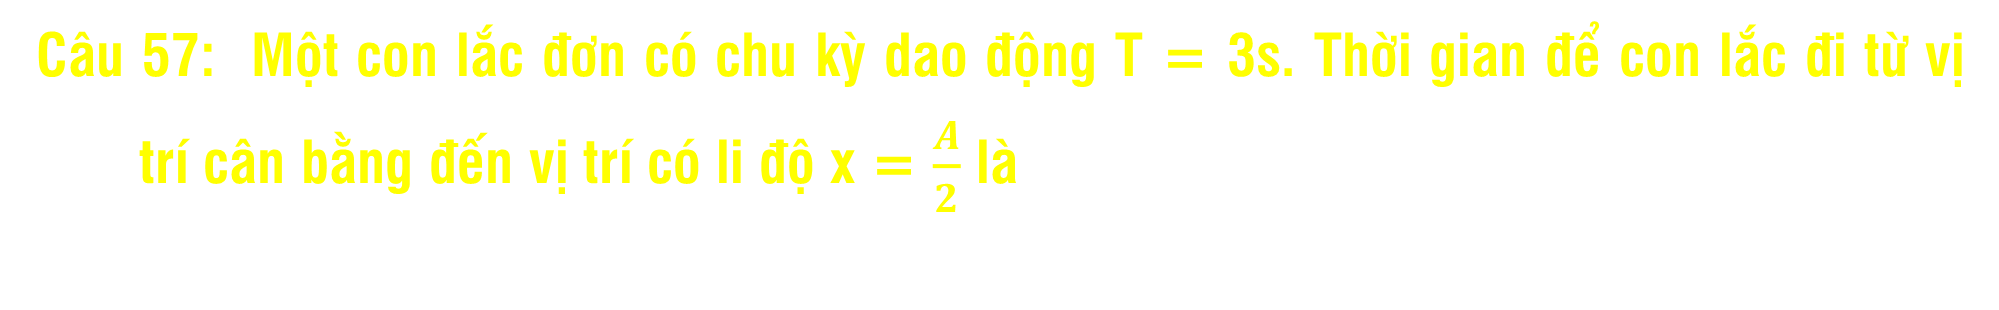 Câu 57: Một con lắc đơn có chu kỳ dao động T = 3s. Thời gian để con lắc đi từ vị
trí cân bằng đến vị trí có li độ x = A/2 là